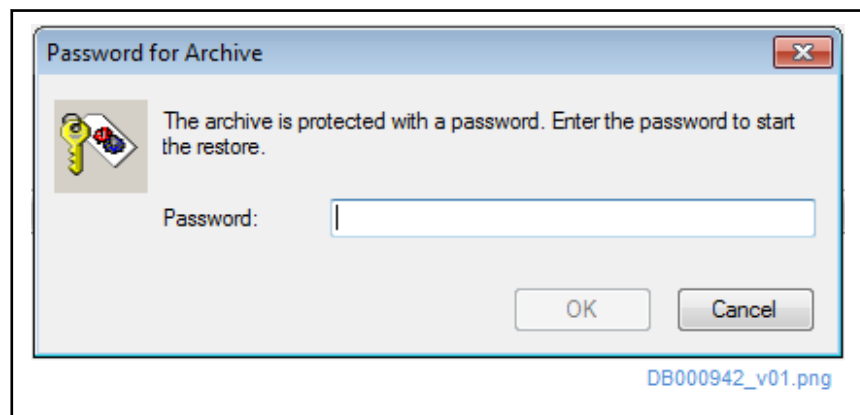 Password for Archive
The archive is protected with a password. Enter the password to start
the restore.
Password:
OK
Cancel
DB000942_v01.png